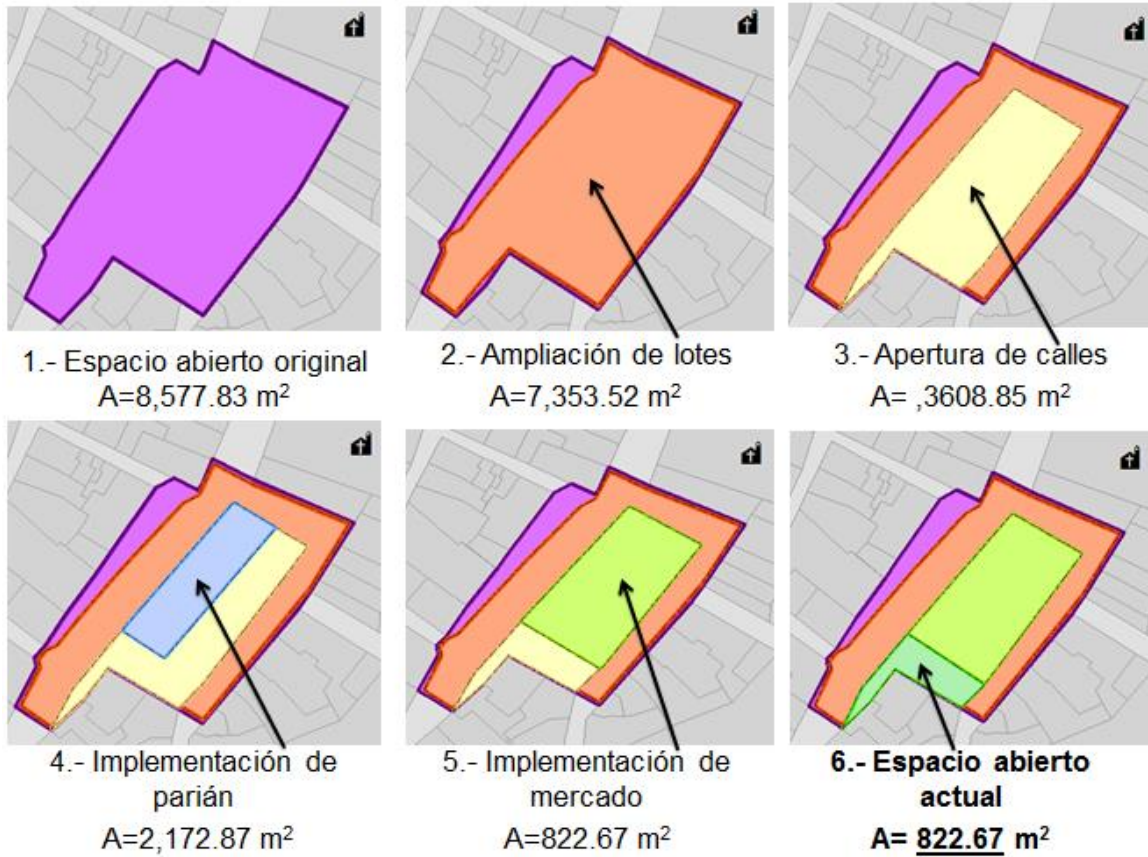 1.- Espacio abierto original
A=8,577.83 m²
2.- Ampliación de lotes
A=7,353.52 m²
3.- Apertura de calles
A= ,3608.85 m²
4.- Implementación de
parián
A=2,172.87 m²
5.- Implementación de
mercado
A=822.67 m²
6.- Espacio abierto
actual
A= 822.67 m²